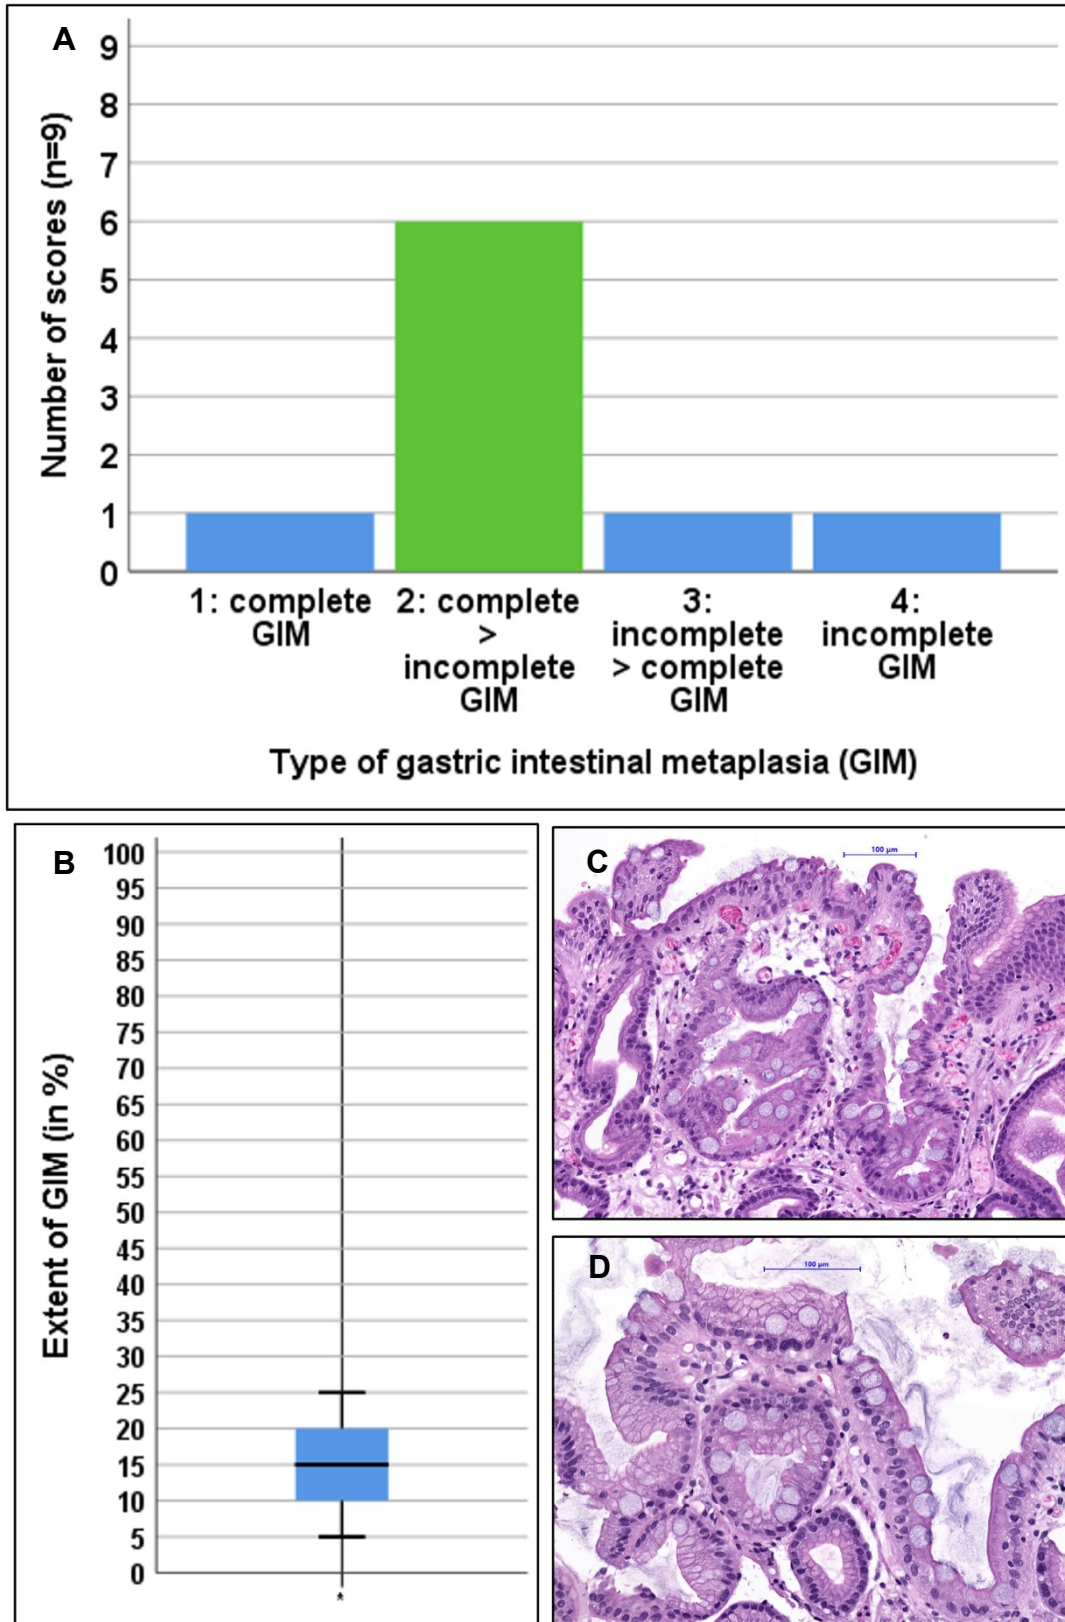 A
Number of scores (n=9)
9
8
7
6
5
4
3
2
1
0
1: complete
GIM
2: complete
>
incomplete
GIM
3:
incomplete
> complete
GIM
4:
incomplete
GIM
Type of gastric intestinal metaplasia (GIM)
B
Extent of GIM (in %)
100
95
90
85
80
75
70
65
60
55
50
45
40
35
30
25
20
15
10
5
0
*
C
100 µm
D
100 µm